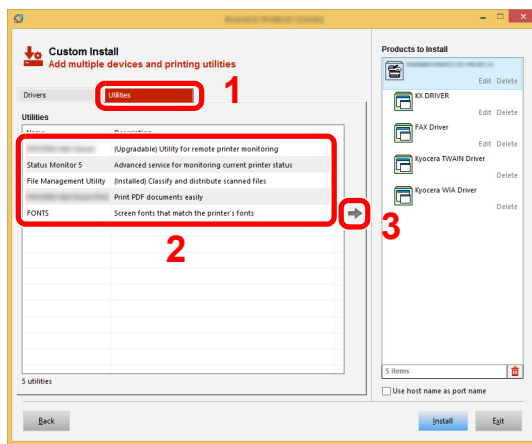 Custom Install
Add multiple devices and printing utilities
1
Drivers
Utilities
Utilities
Name Description
(Upgradable) Utility for remote printer monitoring
Status Monitor 5 Advanced service for monitoring current printer status
File Management Utility (Installed) Classify and distribute scanned files
Print PDF documents easily
FONTS Screen fonts that match the printer's fonts
2
3
5 utilities
Back
Products to Install
Edit Delete
KX DRIVER
Edit Delete
FAX Driver
Edit Delete
Kyocera TWAIN Driver
Delete
Kyocera WIA Driver
Delete
5 items
Use host name as port name
Install Exit